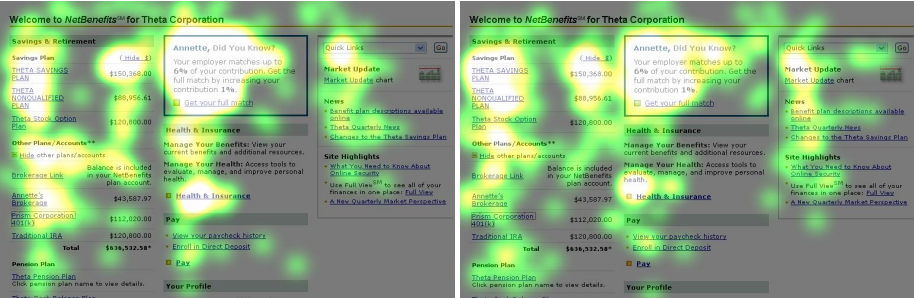 Welcome to NetBenefits℠ for Theta Corporation
Savings & Retirement
Savings Plan
( Hide $)
THETA SAVINGS
PLAN
$150,368.00
THETA
NONQUALIFIED
PLAN
$88,956.61
Theta Stock Option
Plan
$120,800.00
Other Plans/Accounts**
Hide other plans/accounts
Brokerage Link
Balance is included
in your NetBenefits
plan account.
Annette's
Brokerage
$43,587.97
Prism Corporation
401(k)
$112,020.00
Traditional IRA
$120,800.00
Total
$636,532.58*
Pension Plan
Theta Pension Plan
Click pension plan name to view details.
Theta Cash Balance Plan
Annette, Did You Know?
Your employer matches up to
6% of your contribution. Get the
full match by increasing your
contribution 1%.
Get your full match
Health & Insurance
Manage Your Benefits: View your
current benefits and additional resources.
Manage Your Health: Access tools to
evaluate, manage, and improve personal
health.
Health & Insurance
Pay
View your paycheck history
Enroll in Direct Deposit
Pay
Your Profile
Quick Links
Go
Market Update
Market Update chart
News
Benefit plan descriptions available
online
Theta Quarterly News
Changes to the Theta Savings Plan
Site Highlights
What You Need to Know About
Online Security
Use Full View℠ to see all of your
finances in one place: Full View
A New Quarterly Market Perspective
Welcome to NetBenefits℠ for Theta Corporation
Savings & Retirement
Savings Plan
( Hide $)
THETA SAVINGS
PLAN
$150,368.00
THETA
NONQUALIFIED
PLAN
$88,956.61
Theta Stock Option
Plan
$120,800.00
Other Plans/Accounts**
Hide other plans/accounts
Brokerage Link
Balance is included
in your NetBenefits
plan account.
Annette's
Brokerage
$43,587.97
Prism Corporation
401(k)
$112,020.00
Traditional IRA
$120,800.00
Total
$636,532.58*
Pension Plan
Theta Pension Plan
Click pension plan name to view details.
Theta Cash Balance Plan
Annette, Did You Know?
Your employer matches up to
6% of your contribution. Get the
full match by increasing your
contribution 1%.
Get your full match
Health & Insurance
Manage Your Benefits: View your
current benefits and additional resources.
Manage Your Health: Access tools to
evaluate, manage, and improve personal
health.
Health & Insurance
Pay
View your paycheck history
Enroll in Direct Deposit
Pay
Your Profile
Quick Links
Go
Market Update
Market Update chart
News
Benefit plan descriptions available
online
Theta Quarterly News
Changes to the Theta Savings Plan
Site Highlights
What You Need to Know About
Online Security
Use Full View℠ to see all of your
finances in one place: Full View
A New Quarterly Market Perspective